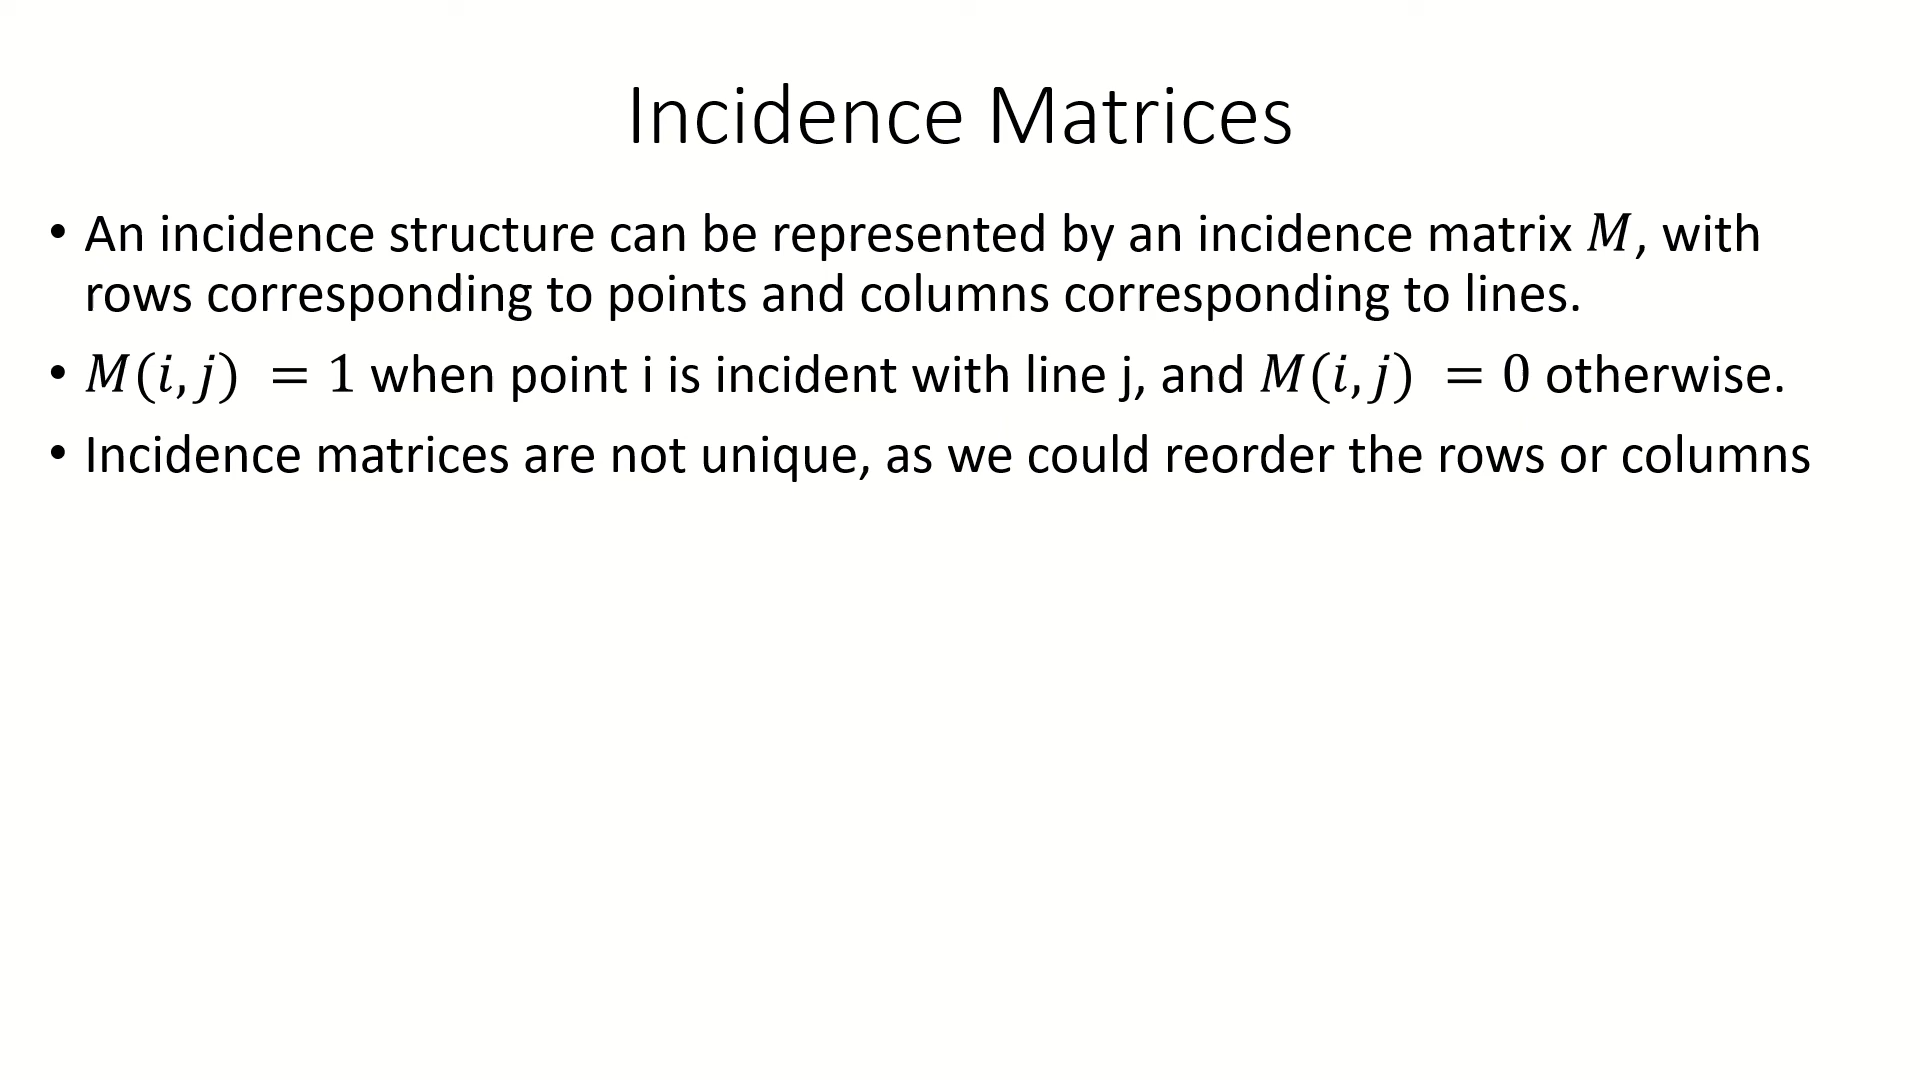 Incidence Matrices
• An incidence structure can be represented by an incidence matrix M, with
rows corresponding to points and columns corresponding to lines.
• M(i,j) = 1 when point i is incident with line j, and M(i,j) = 0 otherwise.
• Incidence matrices are not unique, as we could reorder the rows or columns